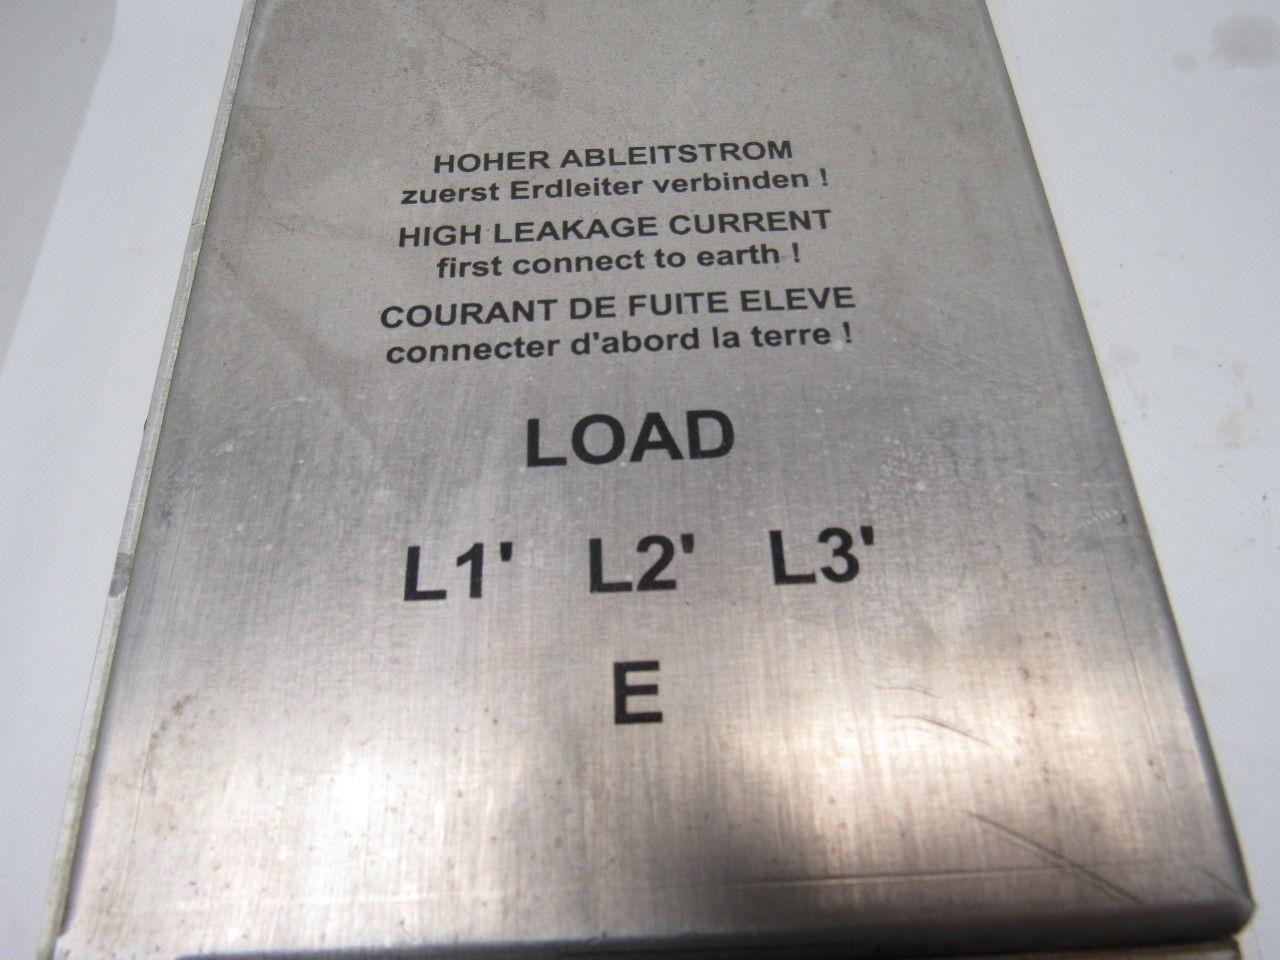 HOHER ABLEITSTROM
zuerst Erdleiter verbinden !
HIGH LEAKAGE CURRENT
first connect to earth !
COURANT DE FUITE ELEVE
connecter d'abord la terre !
LOAD
L1' L2' L3'
E